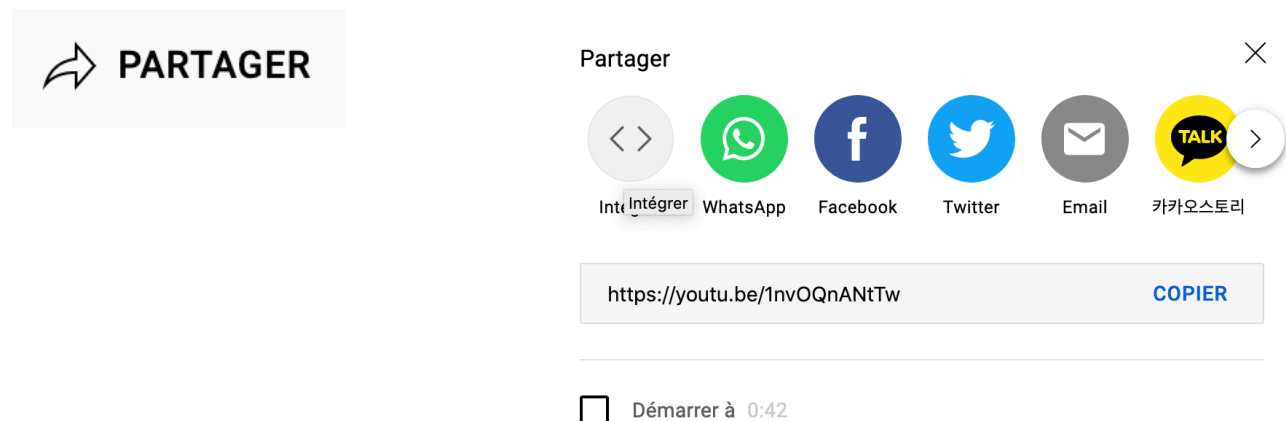 PARTAGER
Partager
Intégrer
WhatsApp Facebook Twitter Email 카카오스토리
TALK
https://youtu.be/1nvOQnANtTw COPIER
Démarrer à 0:42